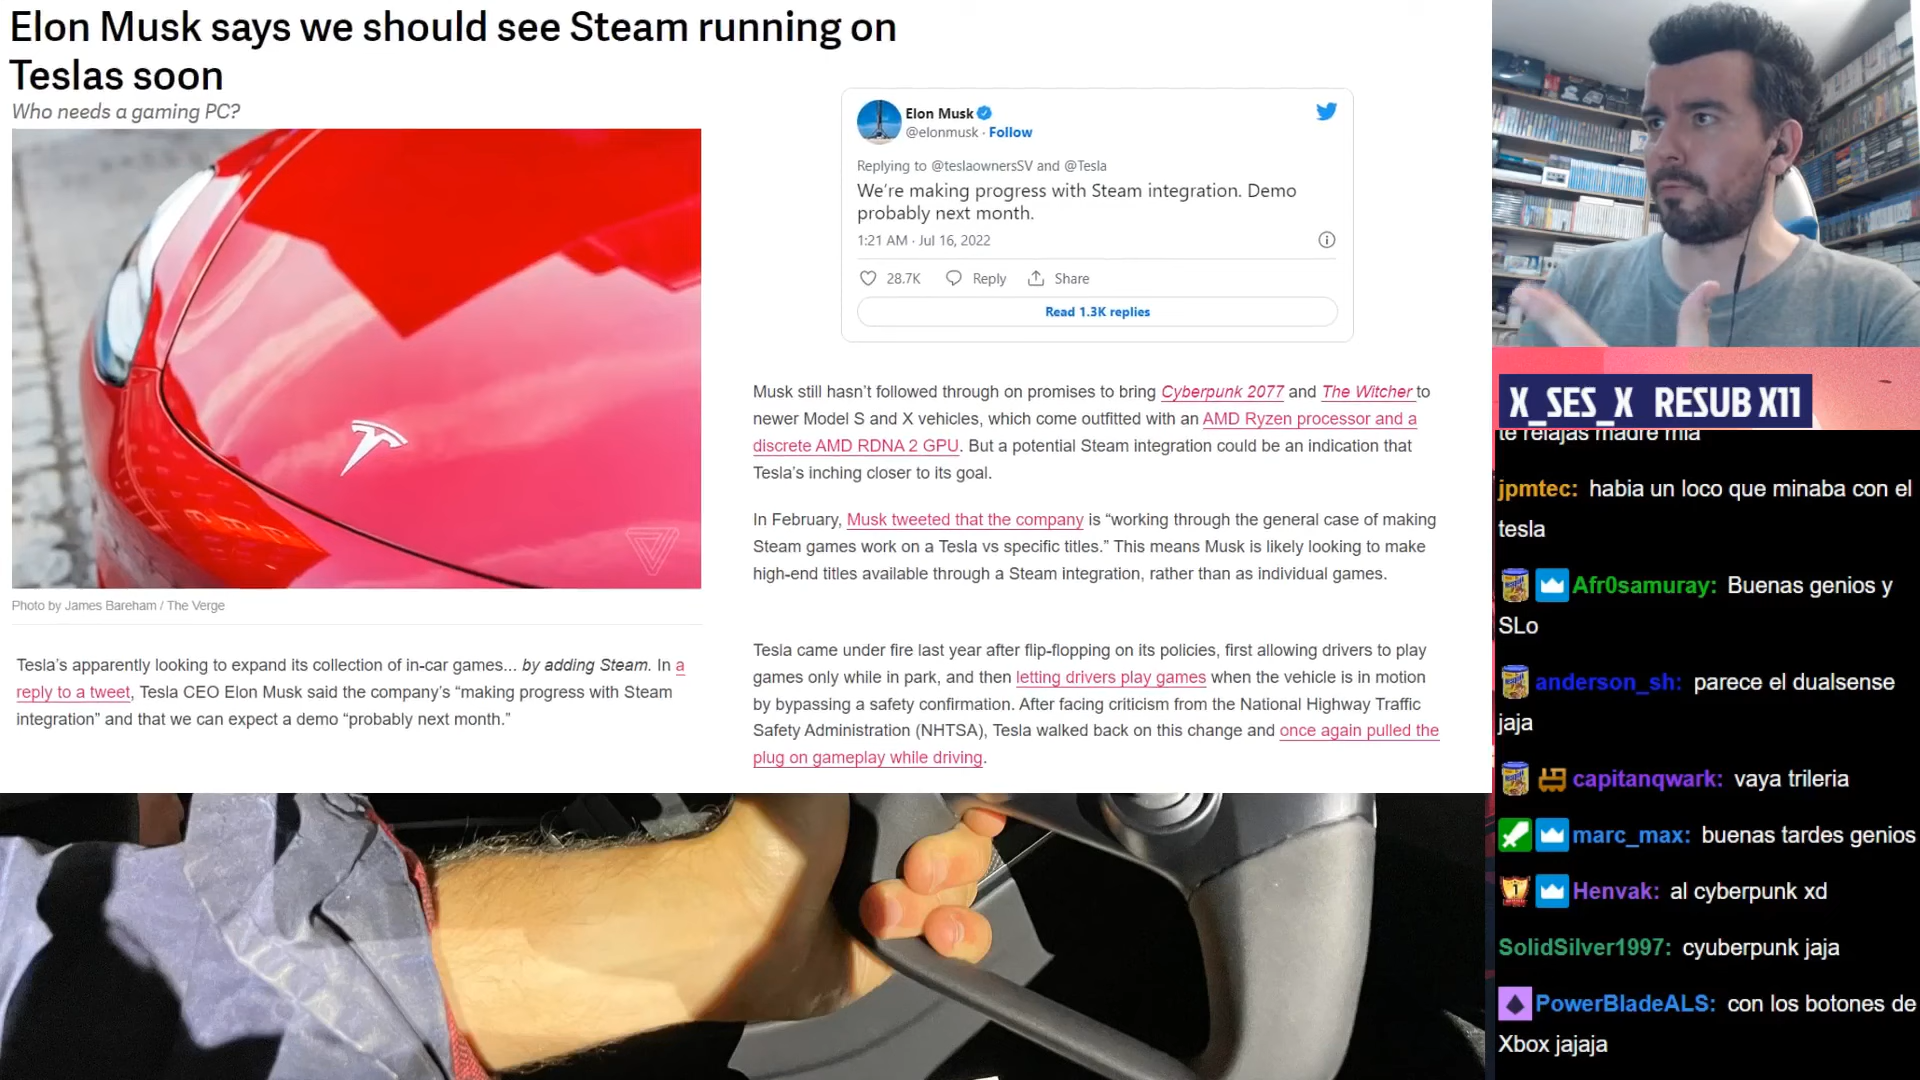 Elon Musk says we should see Steam running on
Teslas soon
Who needs a gaming PC?
Photo by James Bareham / The Verge
Tesla's apparently looking to expand its collection of in-car games... by adding Steam. In a
reply to a tweet, Tesla CEO Elon Musk said the company's "making progress with Steam
integration" and that we can expect a demo "probably next month."
Elon Musk
@elonmusk · Follow
Replying to @teslaownersSV and @Tesla
We're making progress with Steam integration. Demo
probably next month.
1:21 AM · Jul 16, 2022
28.7K Reply Share
Read 1.3K replies
Musk still hasn't followed through on promises to bring Cyberpunk 2077 and The Witcher to
newer Model S and X vehicles, which come outfitted with an AMD Ryzen processor and a
discrete AMD RDNA 2 GPU. But a potential Steam integration could be an indication that
Tesla's inching closer to its goal.
In February, Musk tweeted that the company is "working through the general case of making
Steam games work on a Tesla vs specific titles." This means Musk is likely looking to make
high-end titles available through a Steam integration, rather than as individual games.
Tesla came under fire last year after flip-flopping on its policies, first allowing drivers to play
games only while in park, and then letting drivers play games when the vehicle is in motion
by bypassing a safety confirmation. After facing criticism from the National Highway Traffic
Safety Administration (NHTSA), Tesla walked back on this change and once again pulled the
plug on gameplay while driving.
X_SES_X RESUB X11
te relajas madre mia
jpmtec: habia un loco que minaba con el
tesla
Afr0samuray: Buenas genios y
SLo
anderson_sh: parece el dualsense
jaja
capitanqwark: vaya trileria
marc_max: buenas tardes genios
Henvak: al cyberpunk xd
SolidSilver1997: cyuberpunk jaja
PowerBladeALS: con los botones de
Xbox jajaja